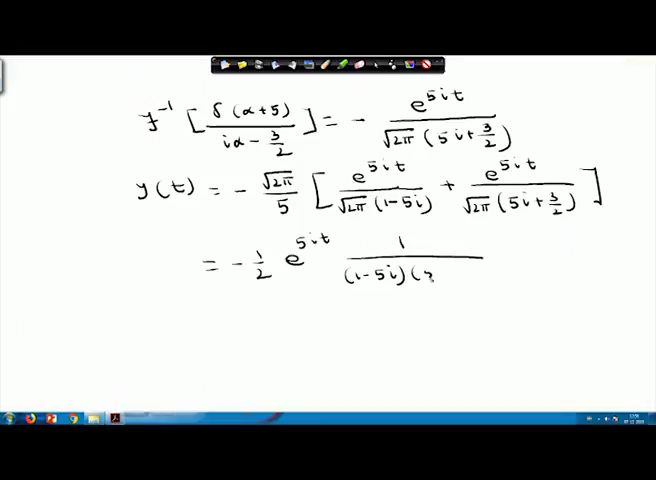 F⁻¹ [ δ(α+5) / (iα - 3/2) ] = - e^{5it} / (√2π (5i + 3/2))
y(t) = - √2π/5 [ e^{5it} / (√2π (1-5i)) + e^{5it} / (√2π (5i + 3/2)) ]
= - 1/2 e^{5it} 1 / ((1-5i)(